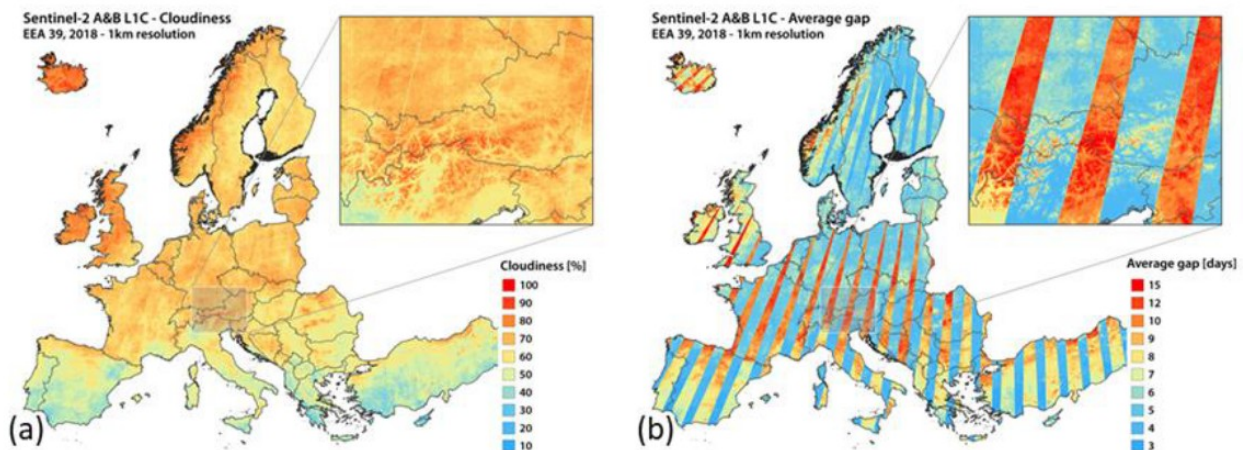 Sentinel-2 A&B L1C - Cloudiness
EEA 39, 2018 - 1km resolution
Cloudiness [%]
100
90
80
70
60
50
40
30
20
10
(a)
Sentinel-2 A&B L1C - Average gap
EEA 39, 2018 - 1km resolution
Average gap [days]
15
12
10
9
8
7
6
5
4
3
(b)